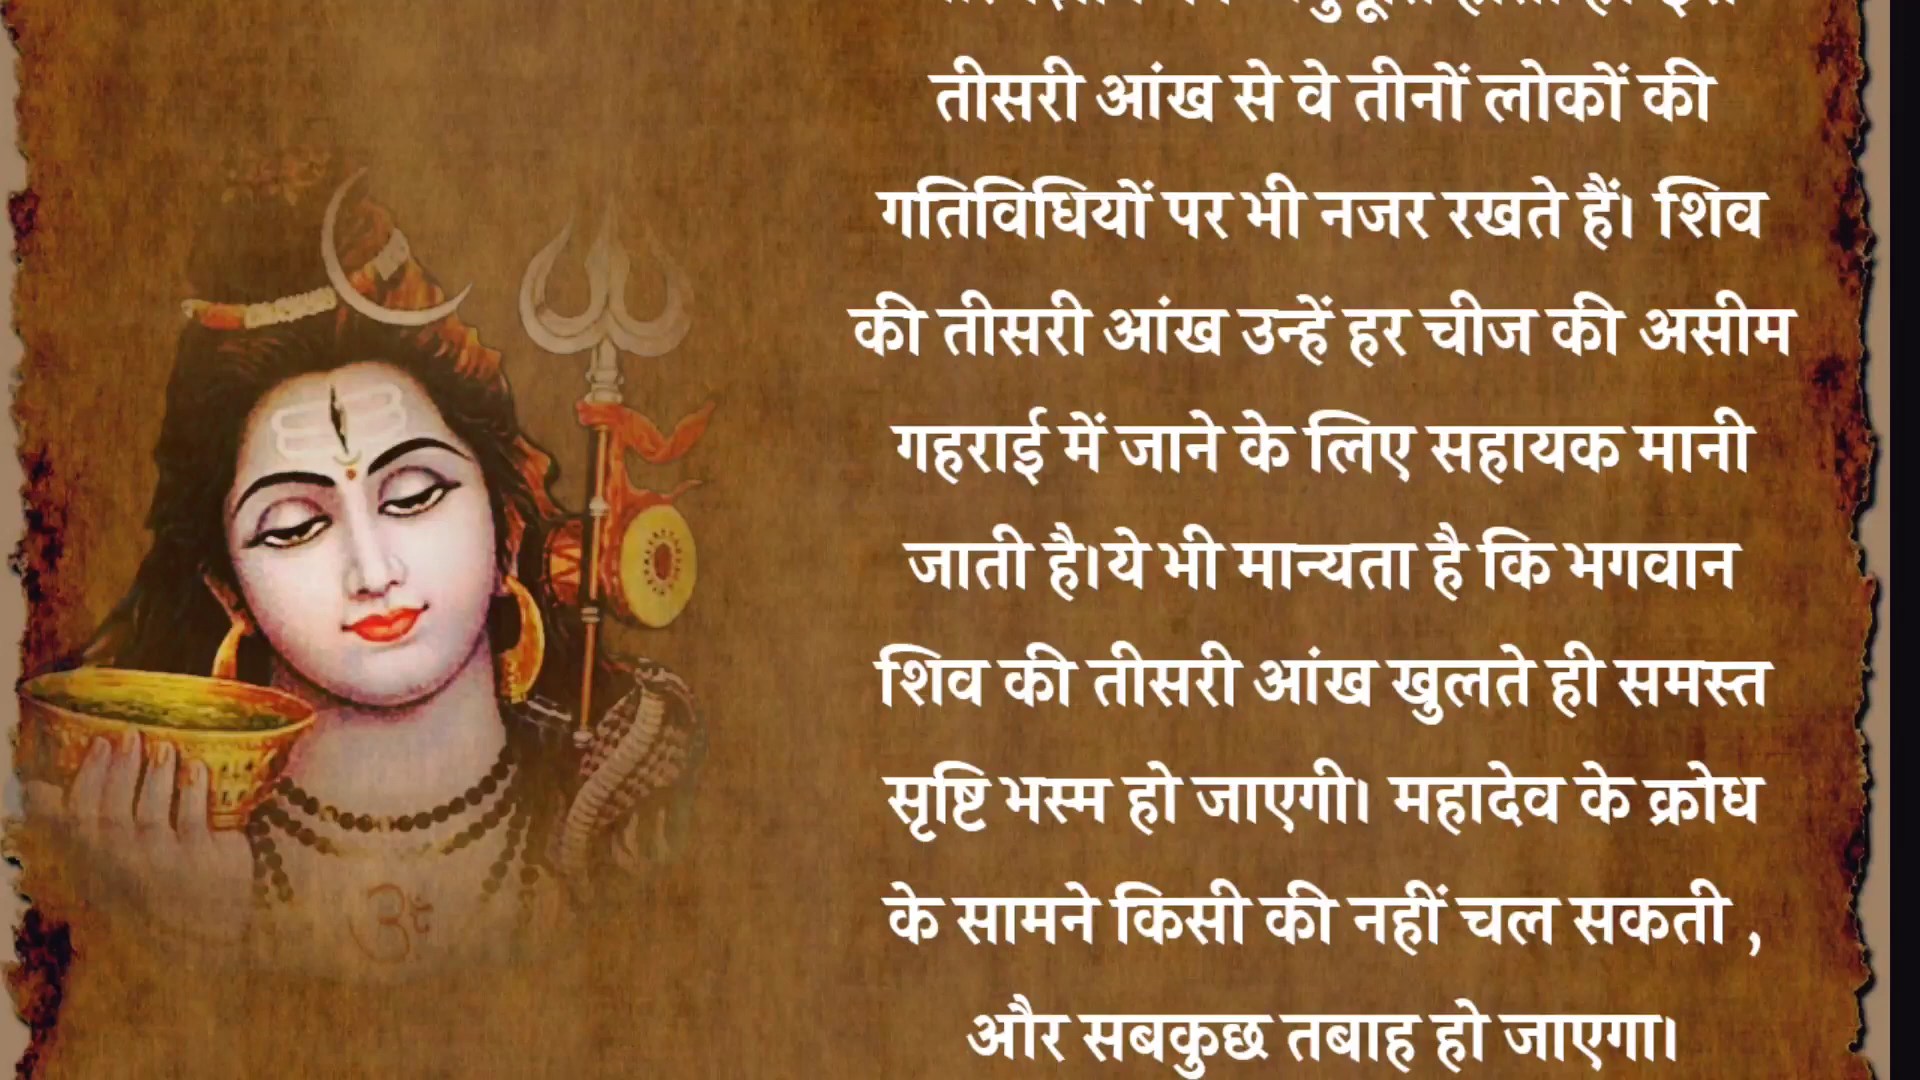 तीसरी आंख से वे तीनों लोकों की
गतिविधियों पर भी नजर रखते हैं। शिव
की तीसरी आंख उन्हें हर चीज की असीम
गहराई में जाने के लिए सहायक मानी
जाती है।ये भी मान्यता है कि भगवान
शिव की तीसरी आंख खुलते ही समस्त
सृष्टि भस्म हो जाएगी। महादेव के क्रोध
के सामने किसी की नहीं चल सकती ,
और सबकुछ तबाह हो जाएगा।